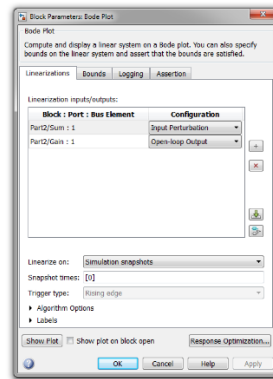 Block Parameters: Bode Plot
Bode Plot
Compute and display a linear system on a Bode plot. You can also specify
bounds on the linear system and assert that the bounds are satisfied.
Linearizations Bounds Logging Assertion
Linearization inputs/outputs:
Block : Port : Bus Element Configuration
Part2/Sum : 1 Input Perturbation
Part2/Gain : 1 Open-loop Output
Linearize on: Simulation snapshots
Snapshot times: [0]
Trigger type: Rising edge
Algorithm Options
Labels
Show Plot Show plot on block open Response Optimization...
OK Cancel Help Apply